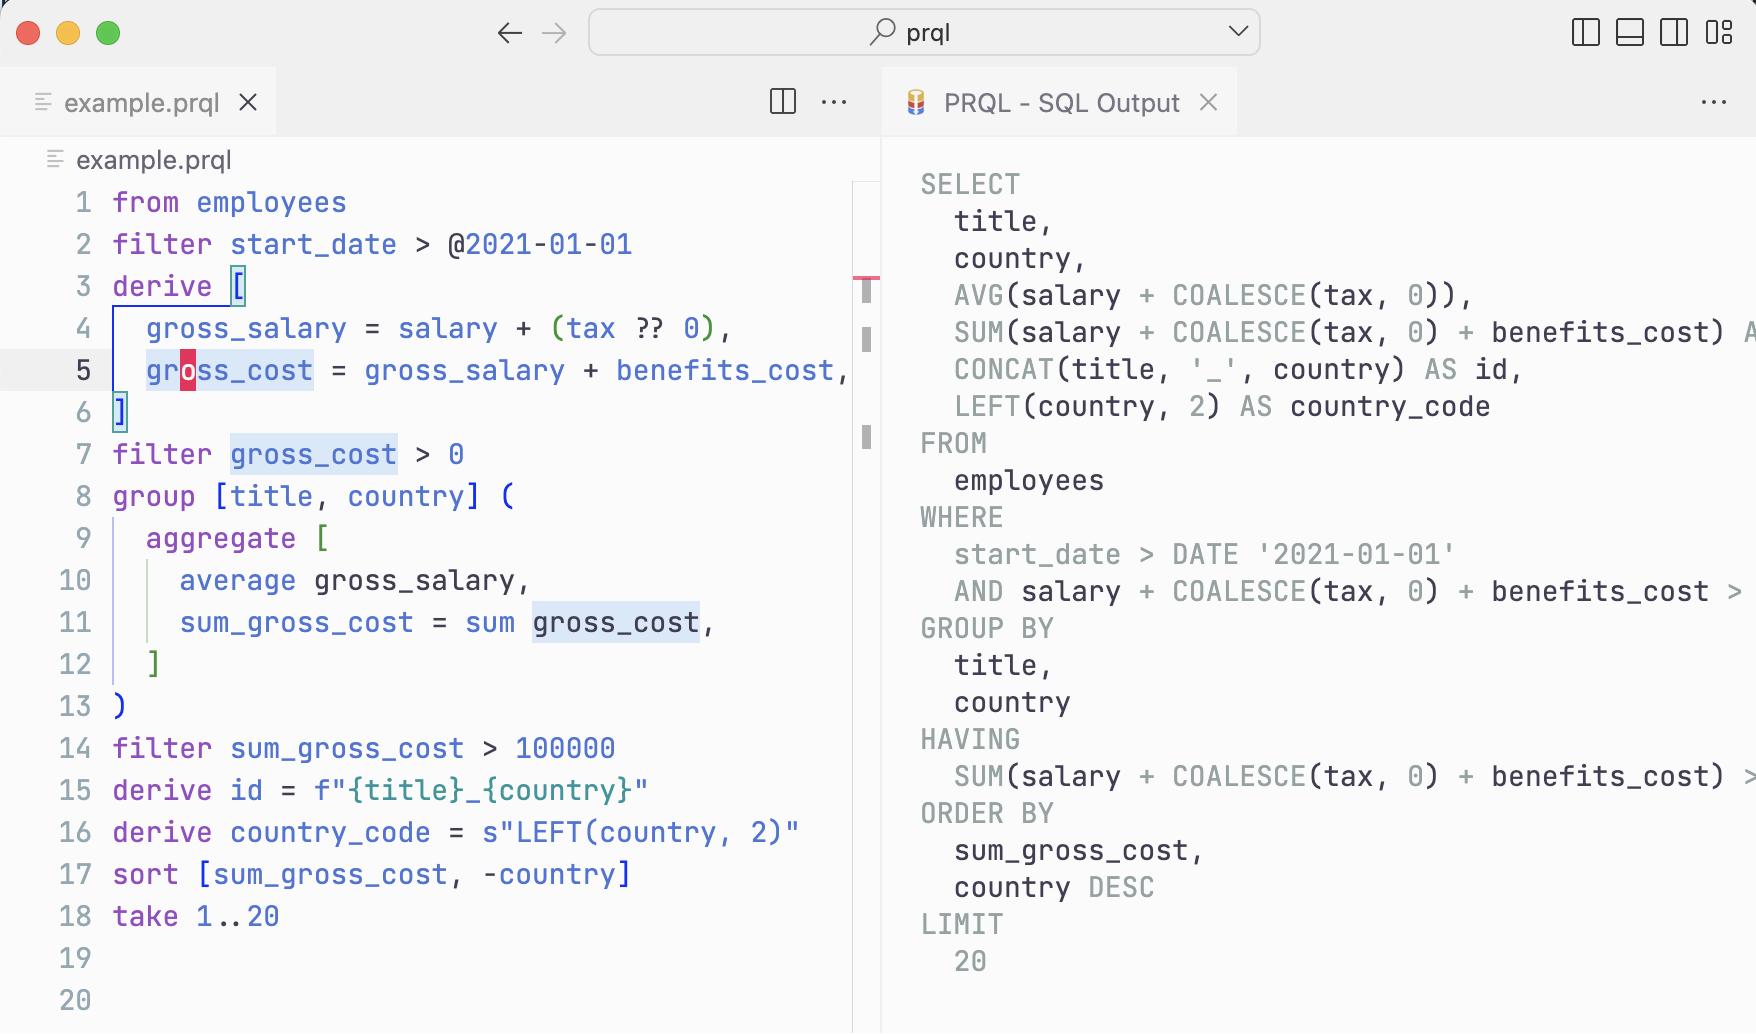 prql
example.prql
PRQL - SQL Output
example.prql
1 from employees
2 filter start_date > @2021-01-01
3 derive [
4   gross_salary = salary + (tax ?? 0),
5   gross_cost = gross_salary + benefits_cost,
6 ]
7 filter gross_cost > 0
8 group [title, country] (
9   aggregate [
10     average gross_salary,
11     sum_gross_cost = sum gross_cost,
12   ]
13 )
14 filter sum_gross_cost > 100000
15 derive id = f"{title}_{country}"
16 derive country_code = s"LEFT(country, 2)"
17 sort [sum_gross_cost, -country]
18 take 1..20
19
20
SELECT
  title,
  country,
  AVG(salary + COALESCE(tax, 0)),
  SUM(salary + COALESCE(tax, 0) + benefits_cost) A
  CONCAT(title, '_', country) AS id,
  LEFT(country, 2) AS country_code
FROM
  employees
WHERE
  start_date > DATE '2021-01-01'
  AND salary + COALESCE(tax, 0) + benefits_cost >
GROUP BY
  title,
  country
HAVING
  SUM(salary + COALESCE(tax, 0) + benefits_cost) >
ORDER BY
  sum_gross_cost,
  country DESC
LIMIT
  20